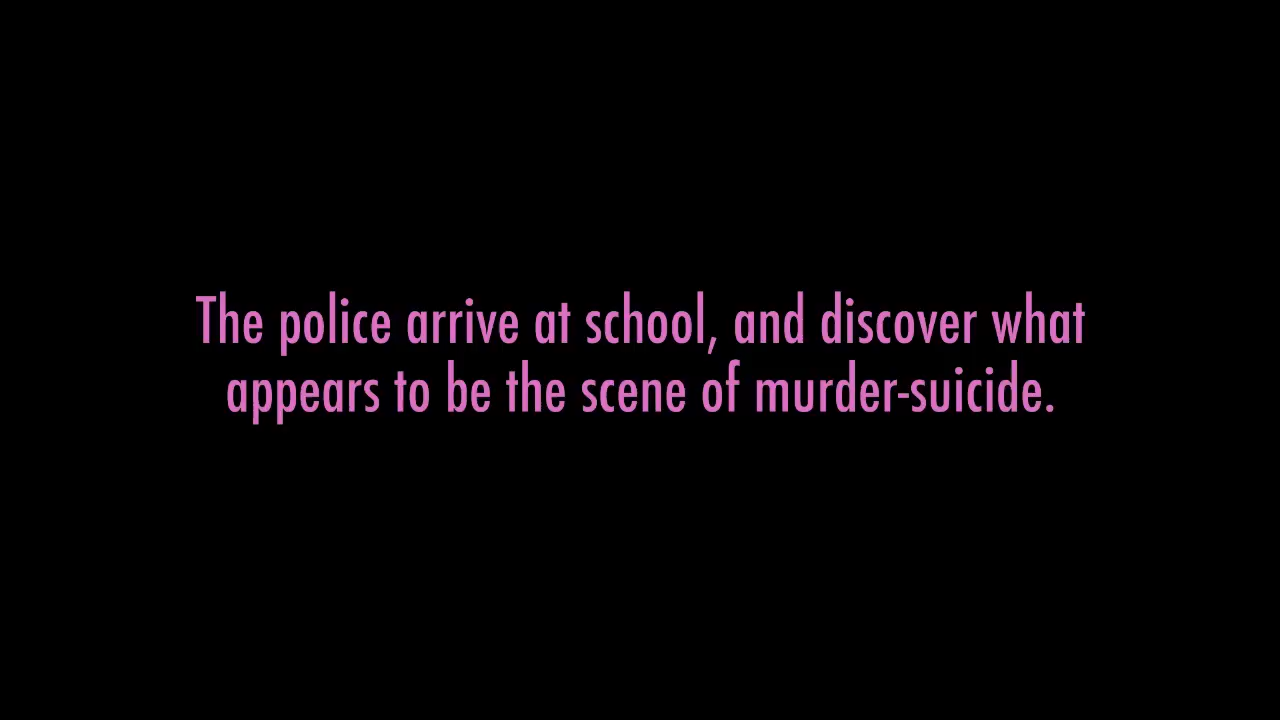 The police arrive at school, and discover what
appears to be the scene of murder-suicide.